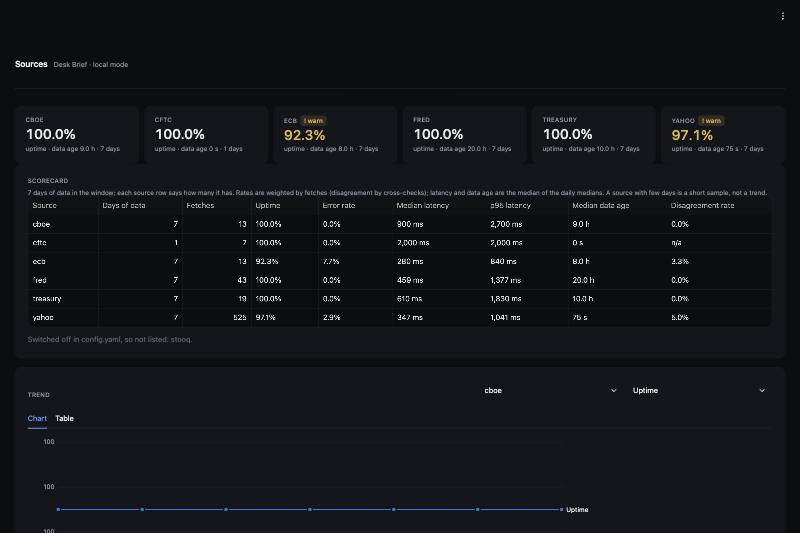 Sources Desk Brief · local mode
CBOE
100.0%
uptime · data age 9.0 h · 7 days
CFTC
100.0%
uptime · data age 0 s · 1 days
ECB ! warn
92.3%
uptime · data age 8.0 h · 7 days
FRED
100.0%
uptime · data age 20.0 h · 7 days
TREASURY
100.0%
uptime · data age 10.0 h · 7 days
YAHOO ! warn
97.1%
uptime · data age 75 s · 7 days
SCORECARD
7 days of data in the window; each source row says how many it has. Rates are weighted by fetches (disagreement by cross-checks); latency and data age are the median of the daily medians. A source with few days is a short sample, not a trend.
Source Days of data Fetches Uptime Error rate Median latency p95 latency Median data age Disagreement rate
cboe 7 13 100.0% 0.0% 900 ms 2,700 ms 9.0 h 0.0%
cftc 1 7 100.0% 0.0% 2,000 ms 2,000 ms 0 s n/a
ecb 7 13 92.3% 7.7% 280 ms 840 ms 8.0 h 3.3%
fred 7 43 100.0% 0.0% 459 ms 1,377 ms 20.0 h 0.0%
treasury 7 19 100.0% 0.0% 610 ms 1,830 ms 10.0 h 0.0%
yahoo 7 525 97.1% 2.9% 347 ms 1,041 ms 75 s 5.0%
Switched off in config.yaml, so not listed: stooq.
TREND
cboe
Uptime
Chart Table
100
100
Uptime
100